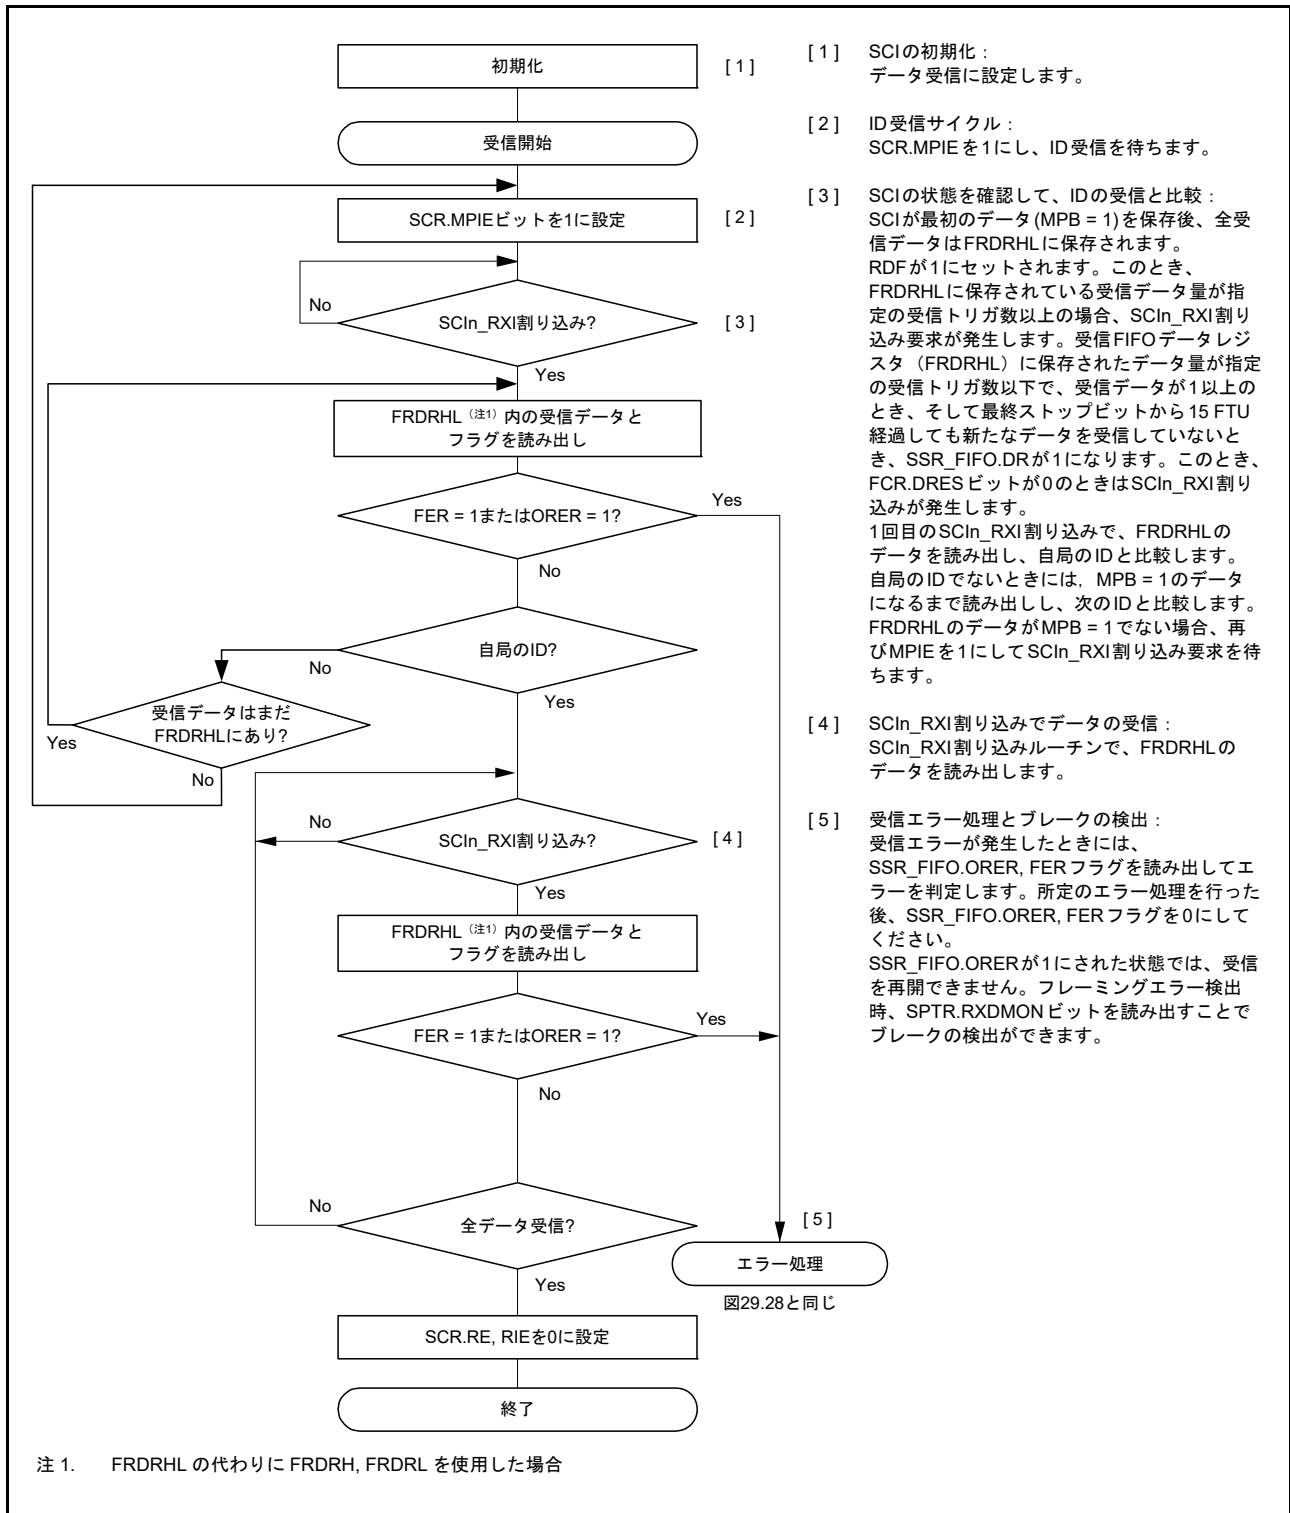 初期化
[ 1 ]
受信開始
SCR.MPIEビットを1に設定
[ 2 ]
No
SCIn_RXI割り込み?
[ 3 ]
Yes
FRDRHL（注1）内の受信データと
フラグを読み出し
Yes
FER = 1またはORER = 1?
No
自局のID?
No
Yes
受信データはまだ
FRDRHLにあり?
Yes
No
No
SCIn_RXI割り込み?
[ 4 ]
Yes
FRDRHL（注1）内の受信データと
フラグを読み出し
Yes
FER = 1またはORER = 1?
No
No
全データ受信?
[ 5 ]
エラー処理
Yes
図29.28と同じ
SCR.RE, RIEを0に設定
終了
[ 1 ] SCIの初期化：
データ受信に設定します。
[ 2 ] ID受信サイクル：
SCR.MPIEを1にし、ID受信を待ちます。
[ 3 ] SCIの状態を確認して、IDの受信と比較：
SCIが最初のデータ(MPB = 1)を保存後、全受
信データはFRDRHLに保存されます。
RDFが1にセットされます。このとき、
FRDRHLに保存されている受信データ量が指
定の受信トリガ数以上の場合、SCIn_RXI割り
込み要求が発生します。受信FIFOデータレジ
スタ（FRDRHL）に保存されたデータ量が指定
の受信トリガ数以下で、受信データが1以上の
とき、そして最終ストップビットから15 FTU
経過しても新たなデータを受信していないと
き、SSR_FIFO.DRが1になります。このとき、
FCR.DRESビットが0のときはSCIn_RXI割り
込みが発生します。
1回目のSCIn_RXI割り込みで、FRDRHLの
データを読み出し、自局のIDと比較します。
自局のIDでないときには，MPB = 1のデータ
になるまで読み出しし、次のIDと比較します。
FRDRHLのデータがMPB = 1でない場合、再
びMPIEを1にしてSCIn_RXI割り込み要求を待
ちます。
[ 4 ] SCIn_RXI割り込みでデータの受信：
SCIn_RXI割り込みルーチンで、FRDRHLの
データを読み出します。
[ 5 ] 受信エラー処理とブレークの検出：
受信エラーが発生したときには、
SSR_FIFO.ORER, FERフラグを読み出してエ
ラーを判定します。所定のエラー処理を行った
後、SSR_FIFO.ORER, FERフラグを0にして
ください。
SSR_FIFO.ORERが1にされた状態では、受信
を再開できません。フレーミングエラー検出
時、SPTR.RXDMONビットを読み出すことで
ブレークの検出ができます。
注 1. FRDRHL の代わりに FRDRH, FRDRL を使用した場合